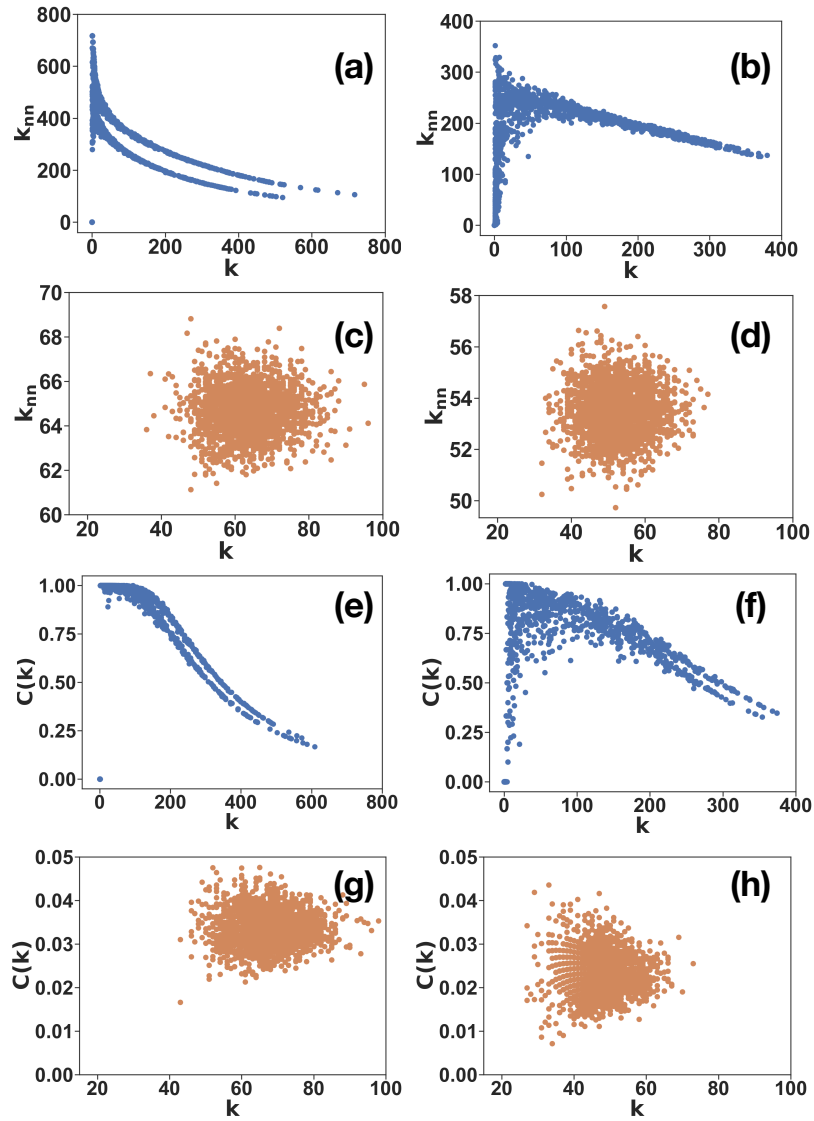 800
600
400
200
0
k_nn
(a)
0 200 400 600 800
k
400
300
200
100
0
k_nn
(b)
0 100 200 300 400
k
70
68
66
64
62
60
k_nn
(c)
20 40 60 80 100
k
58
56
54
52
50
k_nn
(d)
20 40 60 80 100
k
1.00
0.75
0.50
0.25
0.00
C(k)
(e)
0 200 400 600 800
k
1.00
0.75
0.50
0.25
0.00
C(k)
(f)
0 100 200 300 400
k
0.05
0.04
0.03
0.02
0.01
0.00
C(k)
(g)
20 40 60 80 100
k
0.05
0.04
0.03
0.02
0.01
0.00
C(k)
(h)
20 40 60 80 100
k